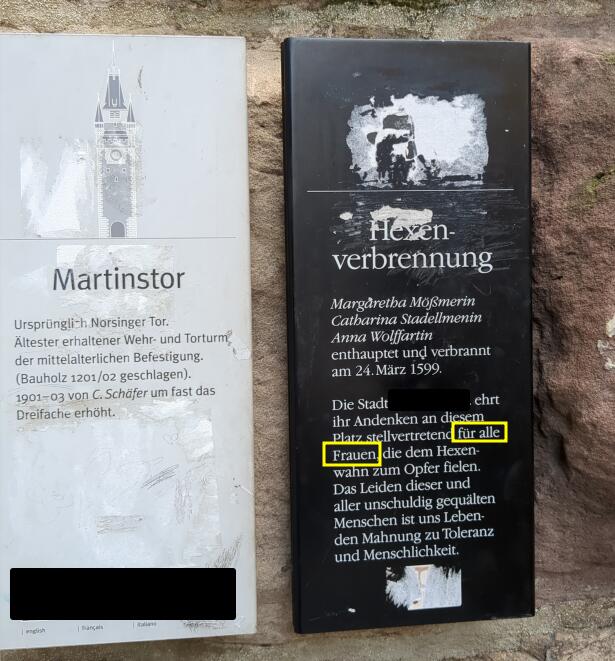 Martinstor
Ursprünglich Norsinger Tor.
Ältester erhaltener Wehr- und Torturm
der mittelalterlichen Befestigung.
(Bauholz 1201/02 geschlagen).
1901–03 von C. Schäfer um fast das
Dreifache erhöht.
english français italiano
Hexen-
verbrennung
Margaretha Mößmerin
Catharina Stadellmenin
Anna Wolffartin
enthauptet und verbrannt
am 24. März 1599.
Die Stadt ehrt
ihr Andenken an diesem
Platz stellvertretend für alle
Frauen, die dem Hexen-
wahn zum Opfer fielen.
Das Leiden dieser und
aller unschuldig gequälten
Menschen ist uns Leben-
den Mahnung zu Toleranz
und Menschlichkeit.